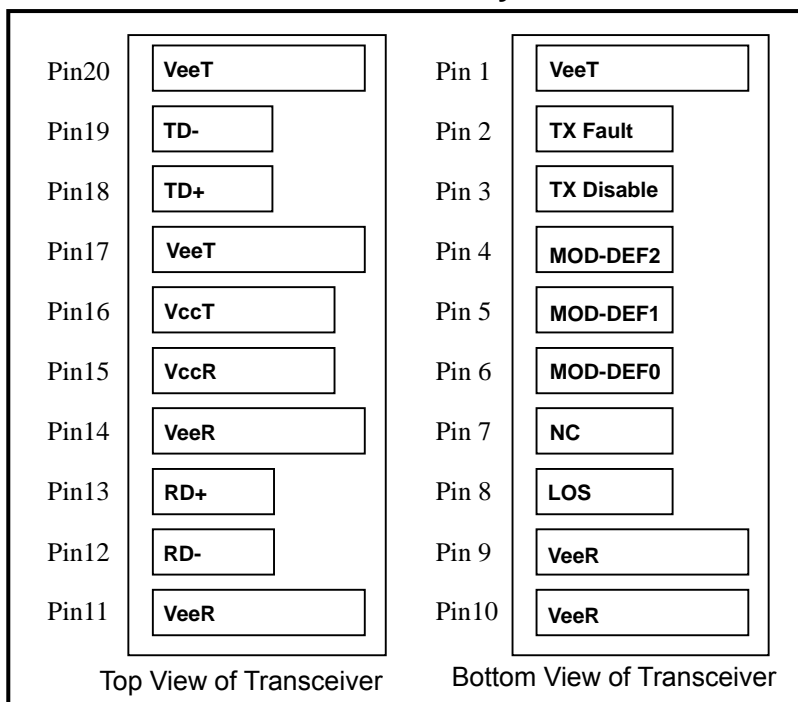 Pin20 VeeT Pin 1 VeeT
Pin19 TD- Pin 2 TX Fault
Pin18 TD+ Pin 3 TX Disable
Pin17 VeeT Pin 4 MOD-DEF2
Pin16 VccT Pin 5 MOD-DEF1
Pin15 VccR Pin 6 MOD-DEF0
Pin14 VeeR Pin 7 NC
Pin13 RD+ Pin 8 LOS
Pin12 RD- Pin 9 VeeR
Pin11 VeeR Pin10 VeeR
Top View of Transceiver Bottom View of Transceiver